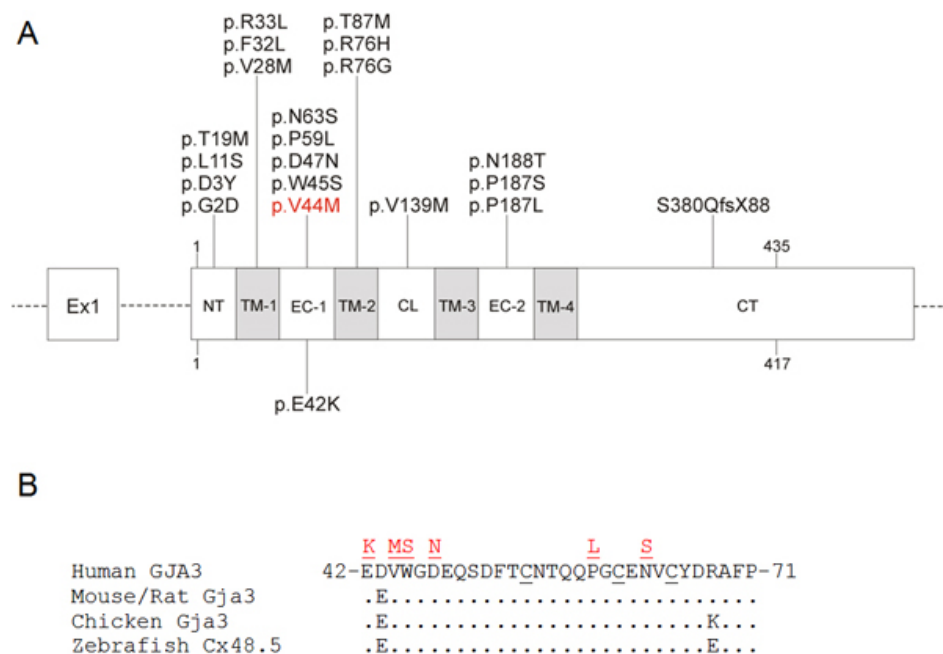 A
p.R33L
p.F32L
p.V28M
p.T87M
p.R76H
p.R76G
p.T19M
p.L11S
p.D3Y
p.G2D
p.N63S
p.P59L
p.D47N
p.W45S
p.V44M
p.V139M
p.N188T
p.P187S
p.P187L
S380QfsX88
1
435
Ex1
NT
TM-1
EC-1
TM-2
CL
TM-3
EC-2
TM-4
CT
1
417
p.E42K
B
K MS N L S
Human GJA3 42-EDVWGDEQSDFTCNTQQPGCENVCYDRAFP-71
Mouse/Rat Gja3 .E............................
Chicken Gja3 .E.........................K...
Zebrafish Cx48.5 .E.........................E...